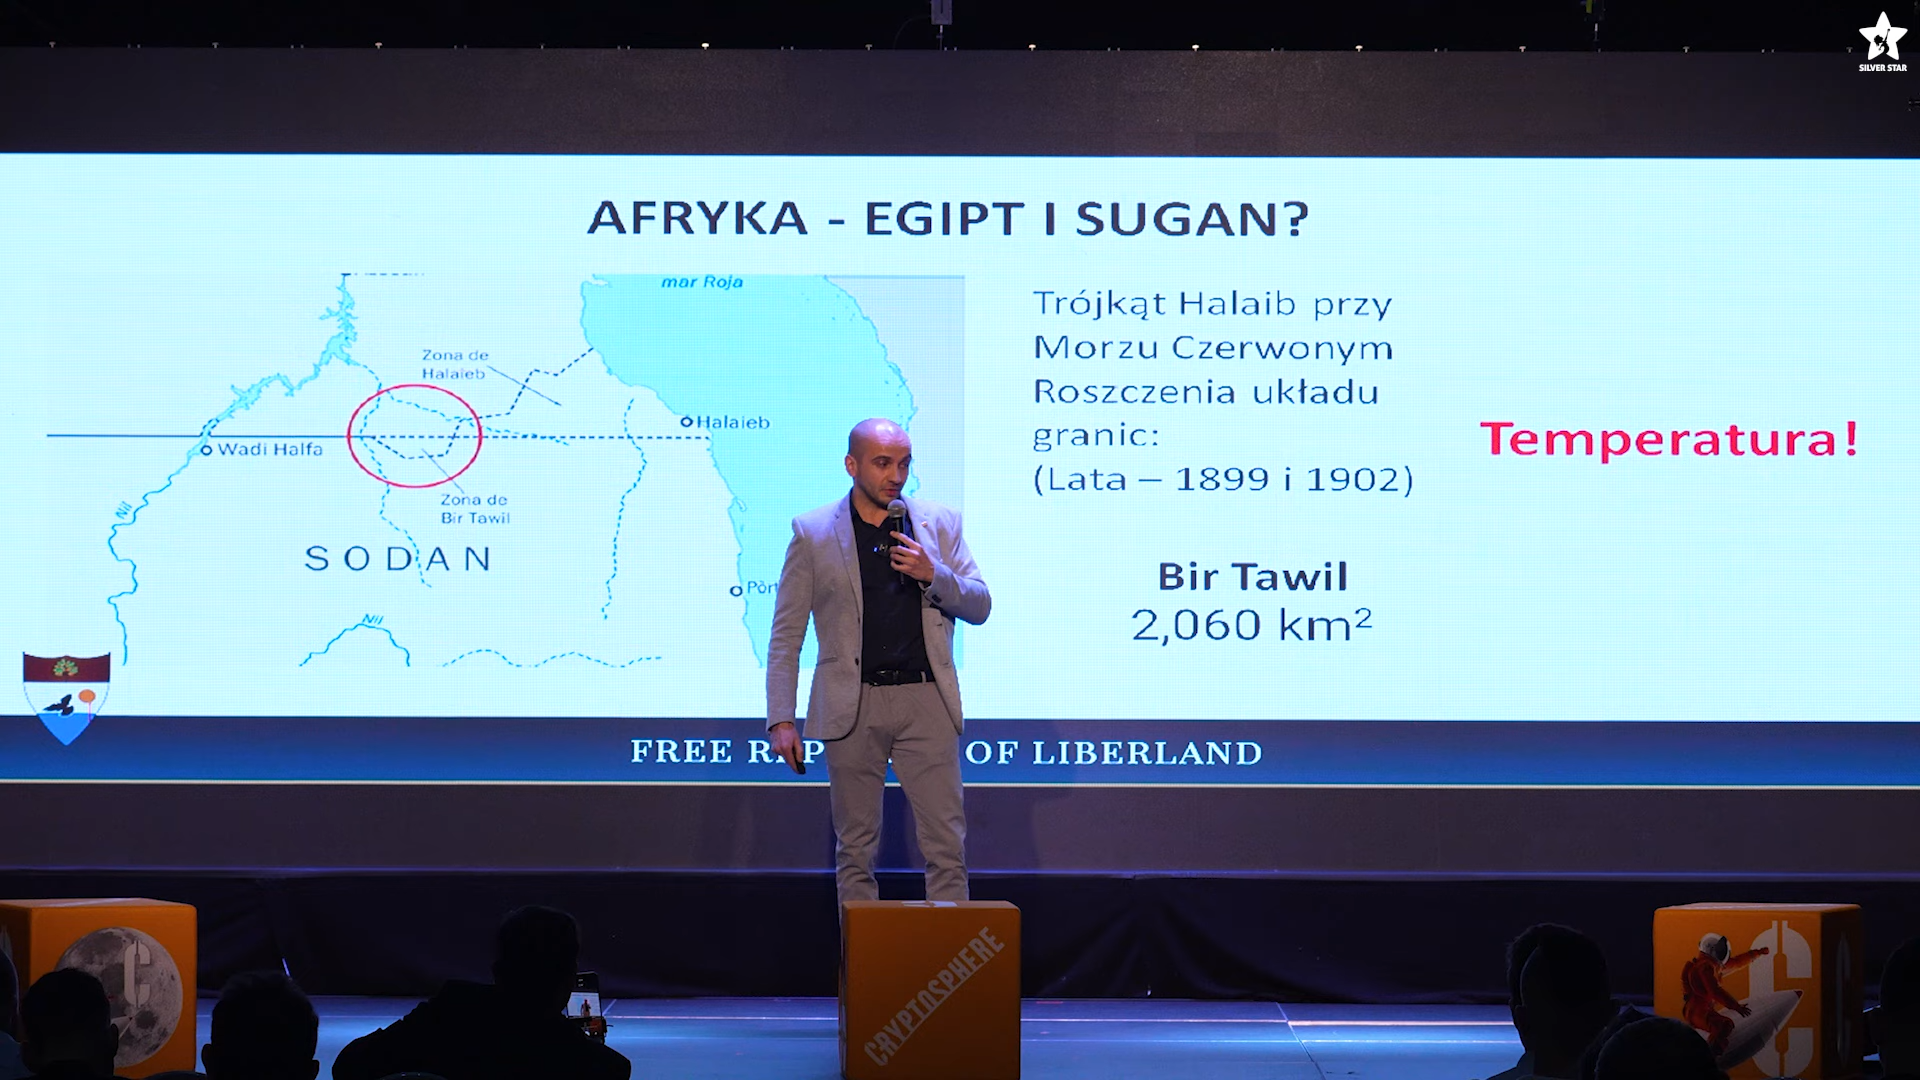 SILVER STAR
AFRYKA - EGIPT I SUGAN?
mar Roja
Zona de
Halaieb
Halaieb
Wadi Halfa
Zona de
Bir Tawil
Nil
SODAN
Pòrt
Nil
Trójkąt Halaib przy
Morzu Czerwonym
Roszczenia układu
granic:
(Lata – 1899 i 1902)
Temperatura!
Bir Tawil
2,060 km²
FREE REP OF LIBERLAND
CRYPTOSPHERE